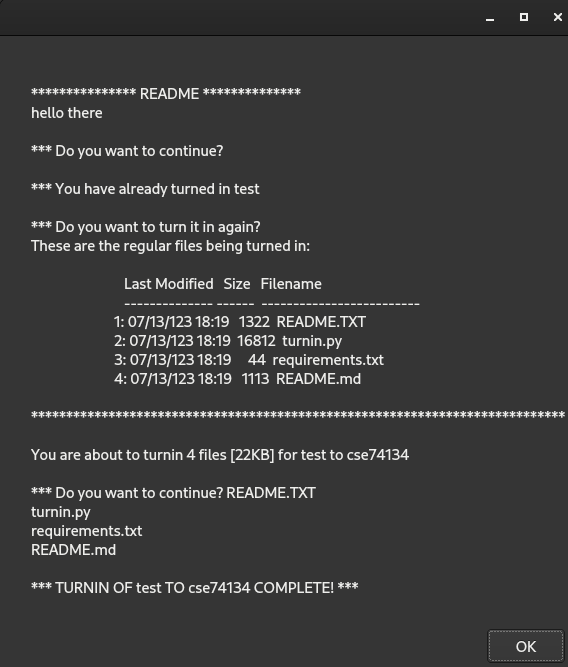 *************** README **************
hello there
*** Do you want to continue?
*** You have already turned in test
*** Do you want to turn it in again?
These are the regular files being turned in:
Last Modified Size Filename
-------------- ------ -------------------------
1: 07/13/123 18:19 1322 README.TXT
2: 07/13/123 18:19 16812 turnin.py
3: 07/13/123 18:19 44 requirements.txt
4: 07/13/123 18:19 1113 README.md
****************************************************************************
You are about to turnin 4 files [22KB] for test to cse74134
*** Do you want to continue? README.TXT
turnin.py
requirements.txt
README.md
*** TURNIN OF test TO cse74134 COMPLETE! ***
OK